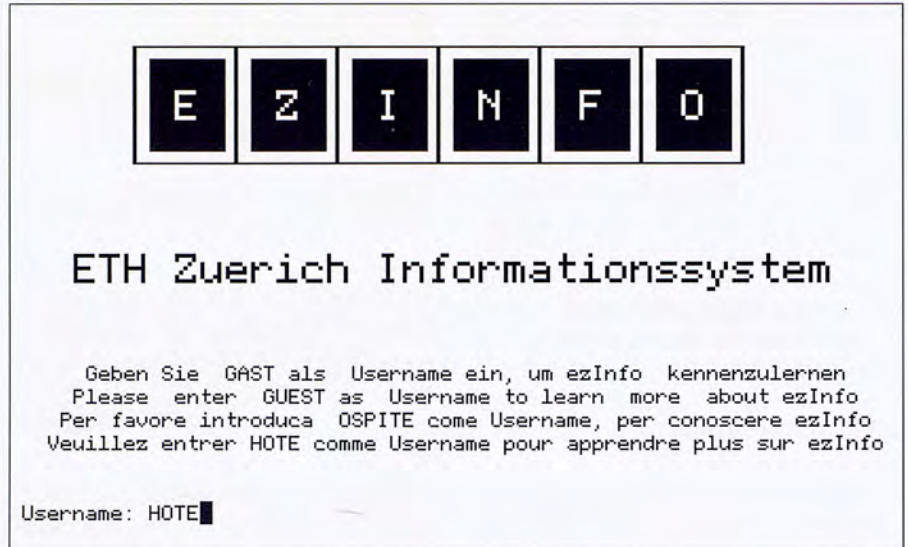 E Z I N F O
ETH Zuerich Informationssystem
Geben Sie GAST als Username ein, um ezInfo kennenzulernen
Please enter GUEST as Username to learn more about ezInfo
Per favore introduca OSPITE come Username, per conoscere ezInfo
Veuillez entrer HOTE comme Username pour apprendre plus sur ezInfo
Username: HOTE